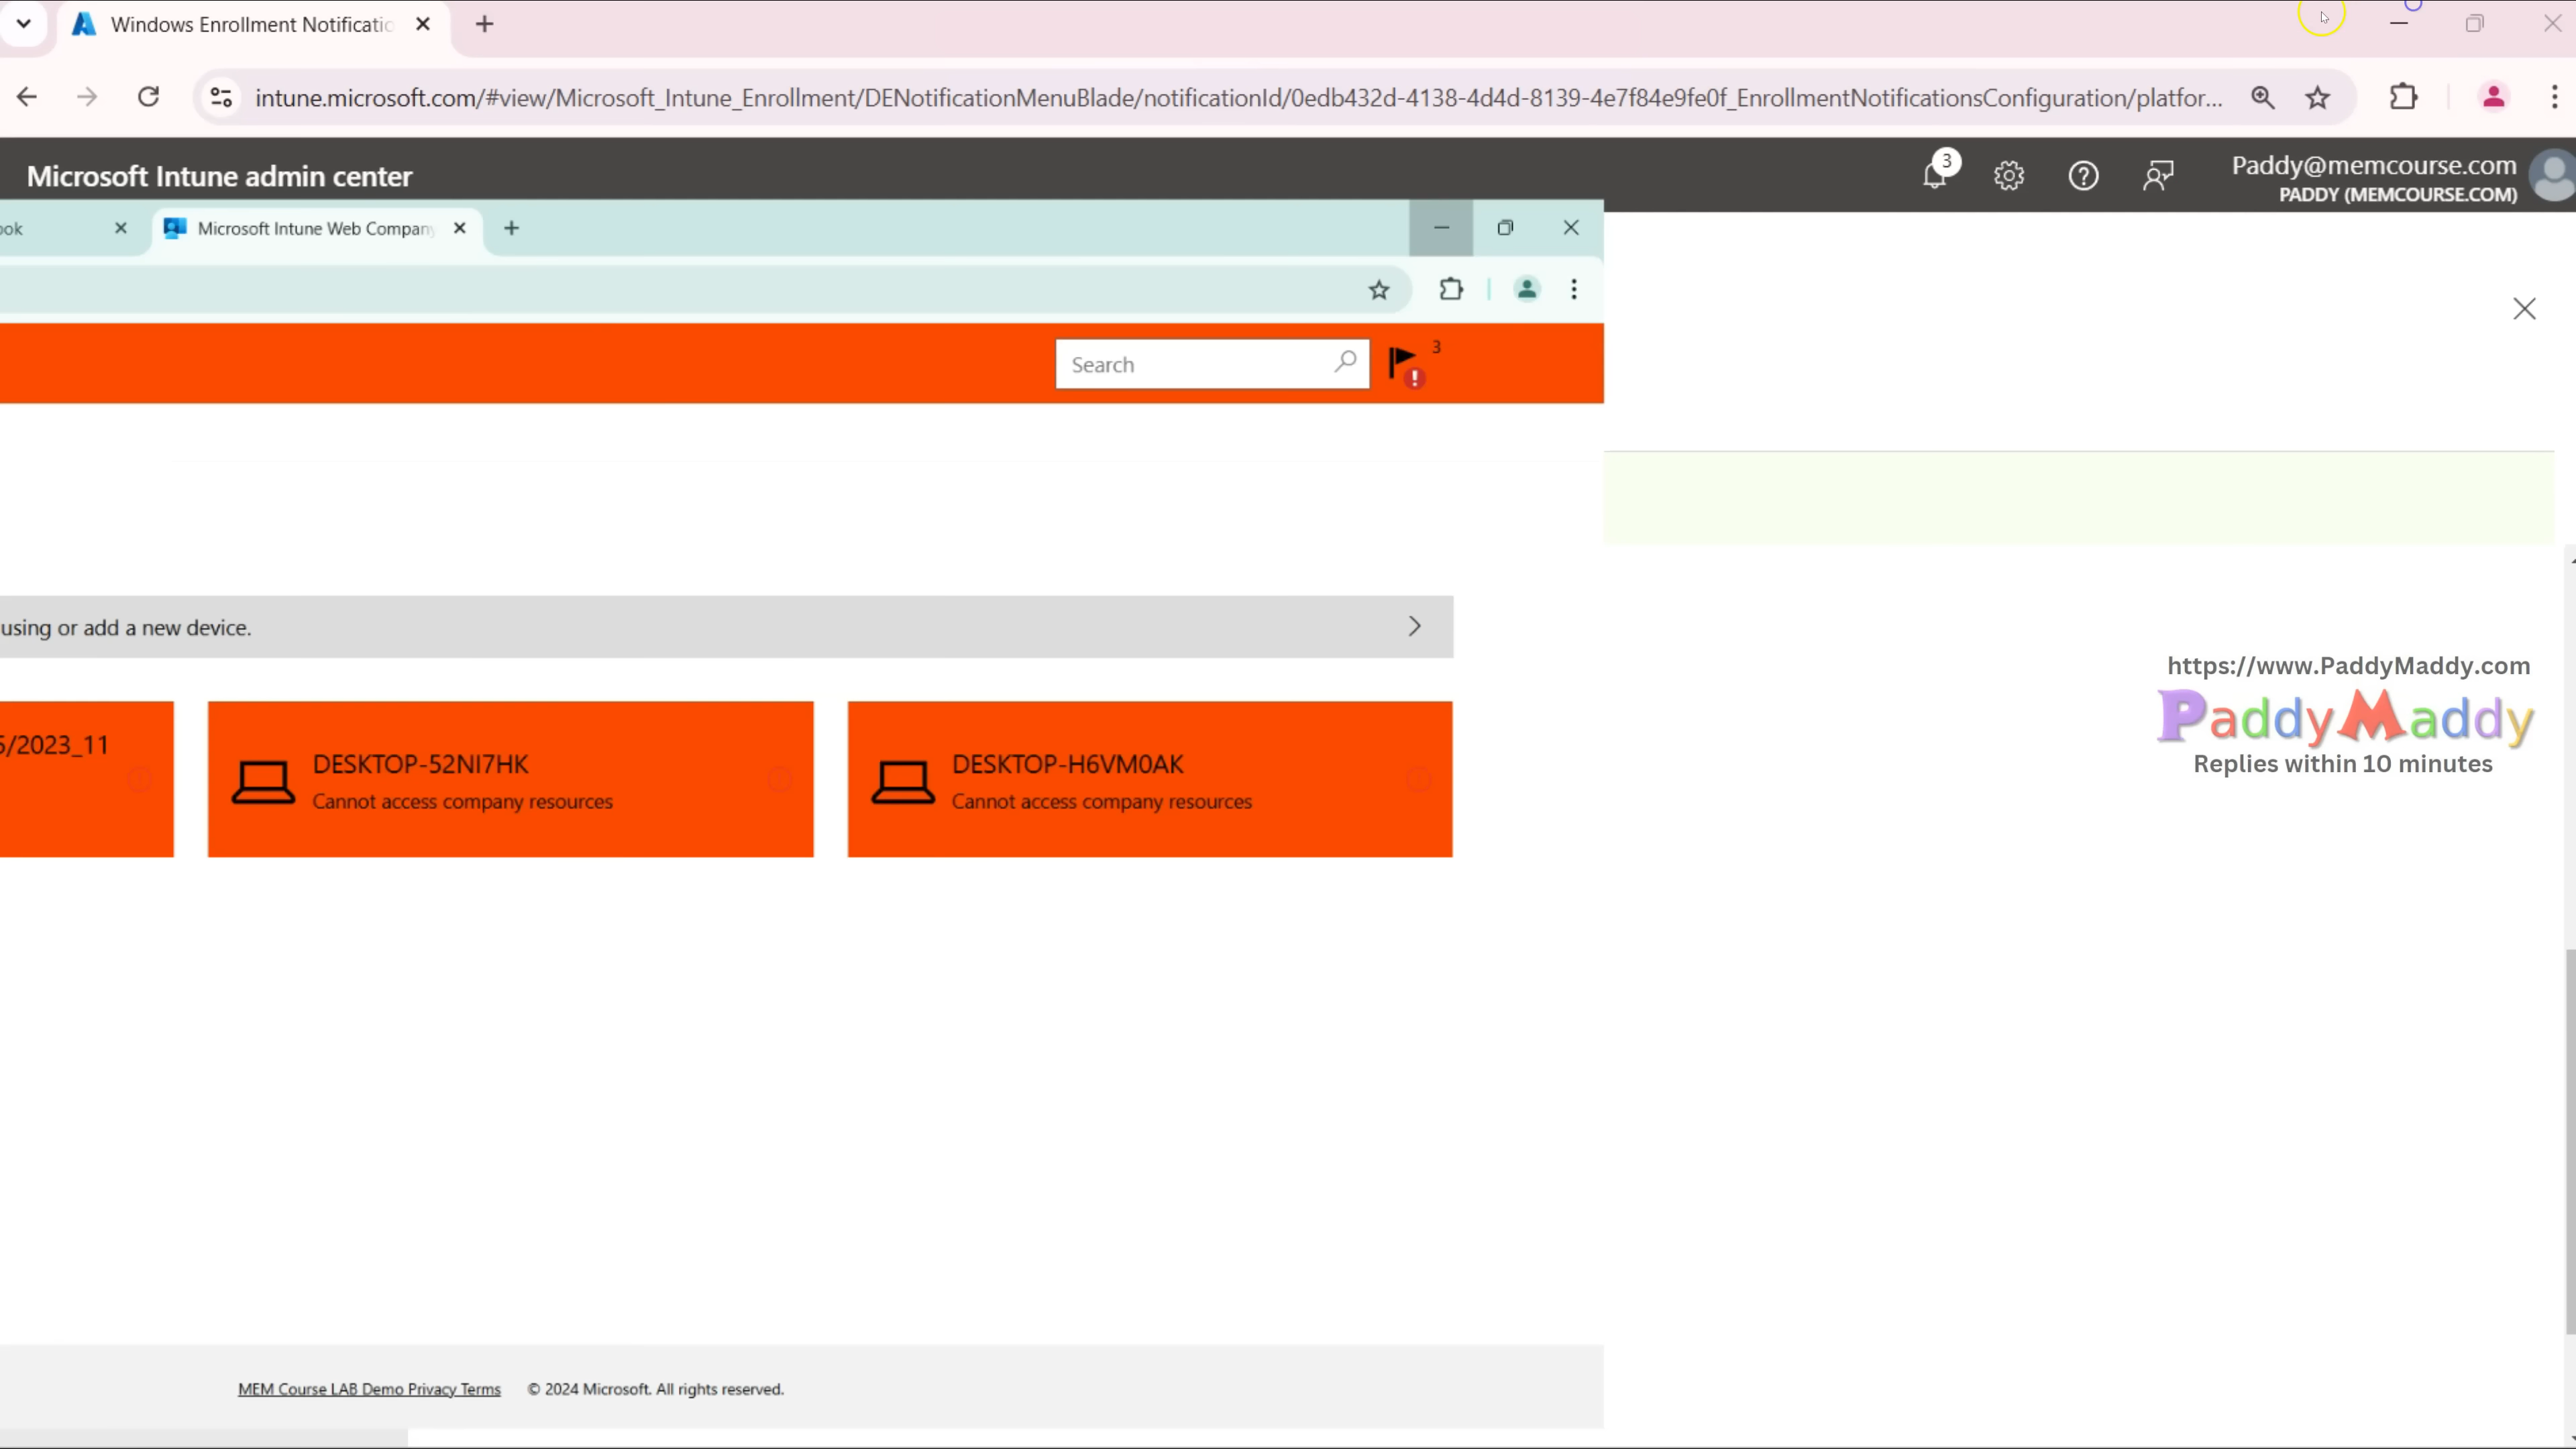 Windows Enrollment Notificatio
intune.microsoft.com/#view/Microsoft_Intune_Enrollment/DENotificationMenuBlade/notificationId/0edb432d-4138-4d4d-8139-4e7f84e9fe0f_EnrollmentNotificationsConfiguration/platfor...
Microsoft Intune admin center
3
Paddy@memcourse.com
PADDY (MEMCOURSE.COM)
ook
Microsoft Intune Web Company
Search
3
using or add a new device.
https://www.PaddyMaddy.com
PaddyMaddy
Replies within 10 minutes
5/2023_11
DESKTOP-52NI7HK
Cannot access company resources
DESKTOP-H6VM0AK
Cannot access company resources
MEM Course LAB Demo Privacy Terms © 2024 Microsoft. All rights reserved.